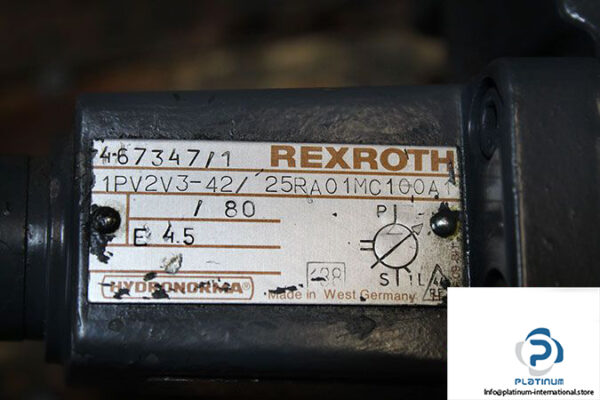 467347/1 REXROTH
1PV2V3-42/ 25RA01MC100A1
/ 80
P
E 4.5
S L
HYDRONORMA®
Made in West Germany
PLATINUM
Info@platinum-international.store